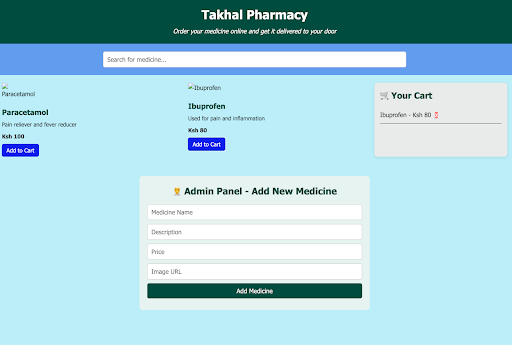 Takhal Pharmacy
Order your medicine online and get it delivered to your door
Search for medicine...
Paracetamol
Paracetamol
Pain reliever and fever reducer
Ksh 100
Add to Cart
Ibuprofen
Ibuprofen
Used for pain and inflammation
Ksh 80
Add to Cart
Your Cart
Ibuprofen - Ksh 80
Admin Panel - Add New Medicine
Medicine Name
Description
Price
Image URL
Add Medicine